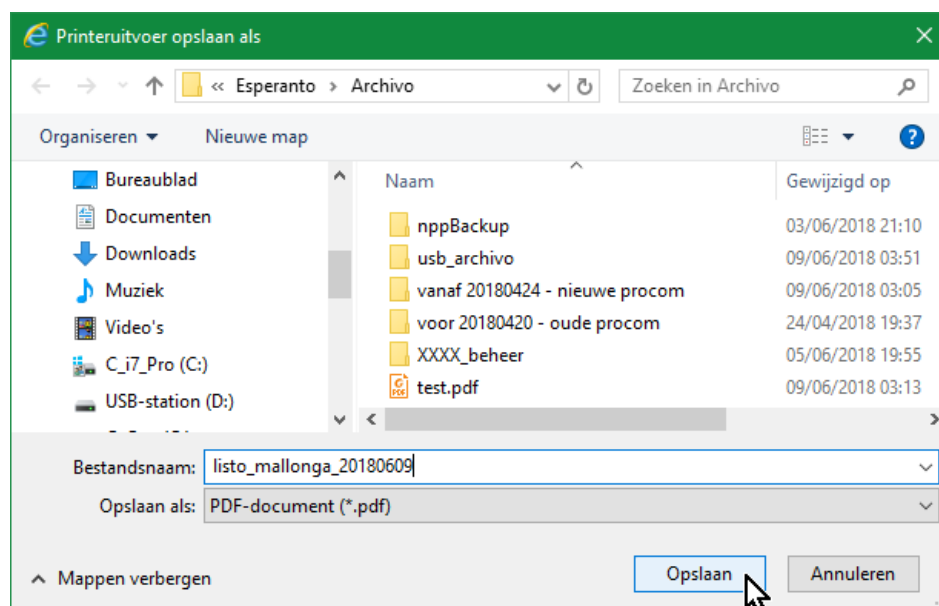 Printeruitvoer opslaan als
« Esperanto > Archivo
Zoeken in Archivo
Organiseren
Nieuwe map
Bureaublad
Documenten
Downloads
Muziek
Video's
C_i7_Pro (C:)
USB-station (D:)
Naam
Gewijzigd op
nppBackup
03/06/2018 21:10
usb_archivo
09/06/2018 03:51
vanaf 20180424 - nieuwe procom
09/06/2018 03:05
voor 20180420 - oude procom
24/04/2018 19:37
XXXX_beheer
05/06/2018 19:55
test.pdf
09/06/2018 03:13
Bestandsnaam: listo_mallonga_20180609
Opslaan als: PDF-document (*.pdf)
Mappen verbergen
Opslaan
Annuleren